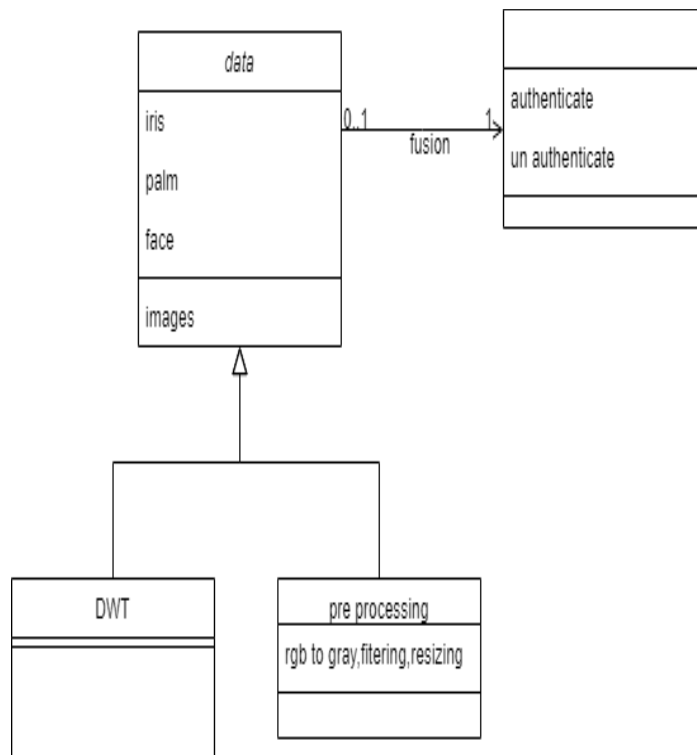 data
iris
palm
face
images
0..1
1
fusion
authenticate
un authenticate
DWT
pre processing
rgb to gray,fitering,resizing